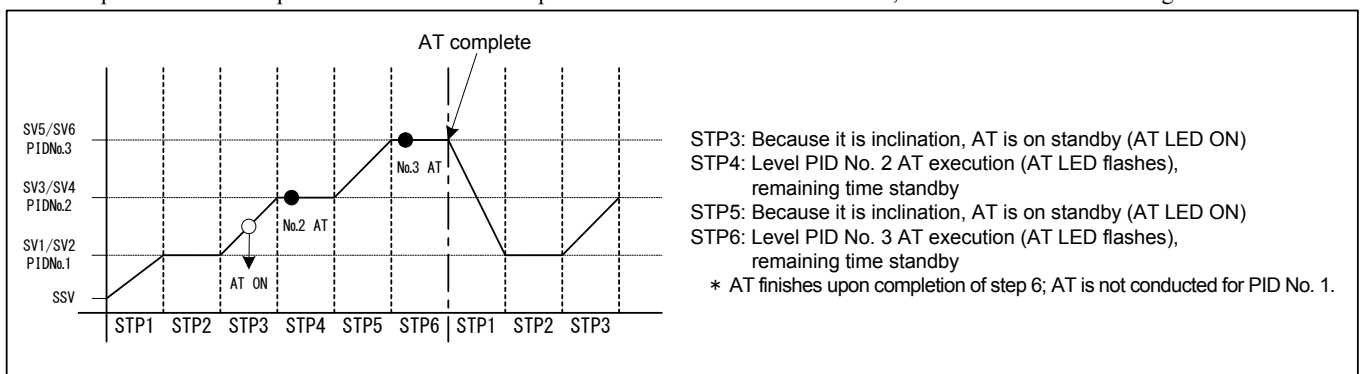 AT complete
SV5/SV6
PIDNo.3
No.3 AT
SV3/SV4
PIDNo.2
No.2 AT
SV1/SV2
PIDNo.1
AT ON
SSV
STP1 STP2 STP3 STP4 STP5 STP6 STP1 STP2 STP3
STP3: Because it is inclination, AT is on standby (AT LED ON)
STP4: Level PID No. 2 AT execution (AT LED flashes),
remaining time standby
STP5: Because it is inclination, AT is on standby (AT LED ON)
STP6: Level PID No. 3 AT execution (AT LED flashes),
remaining time standby
* AT finishes upon completion of step 6; AT is not conducted for PID No. 1.